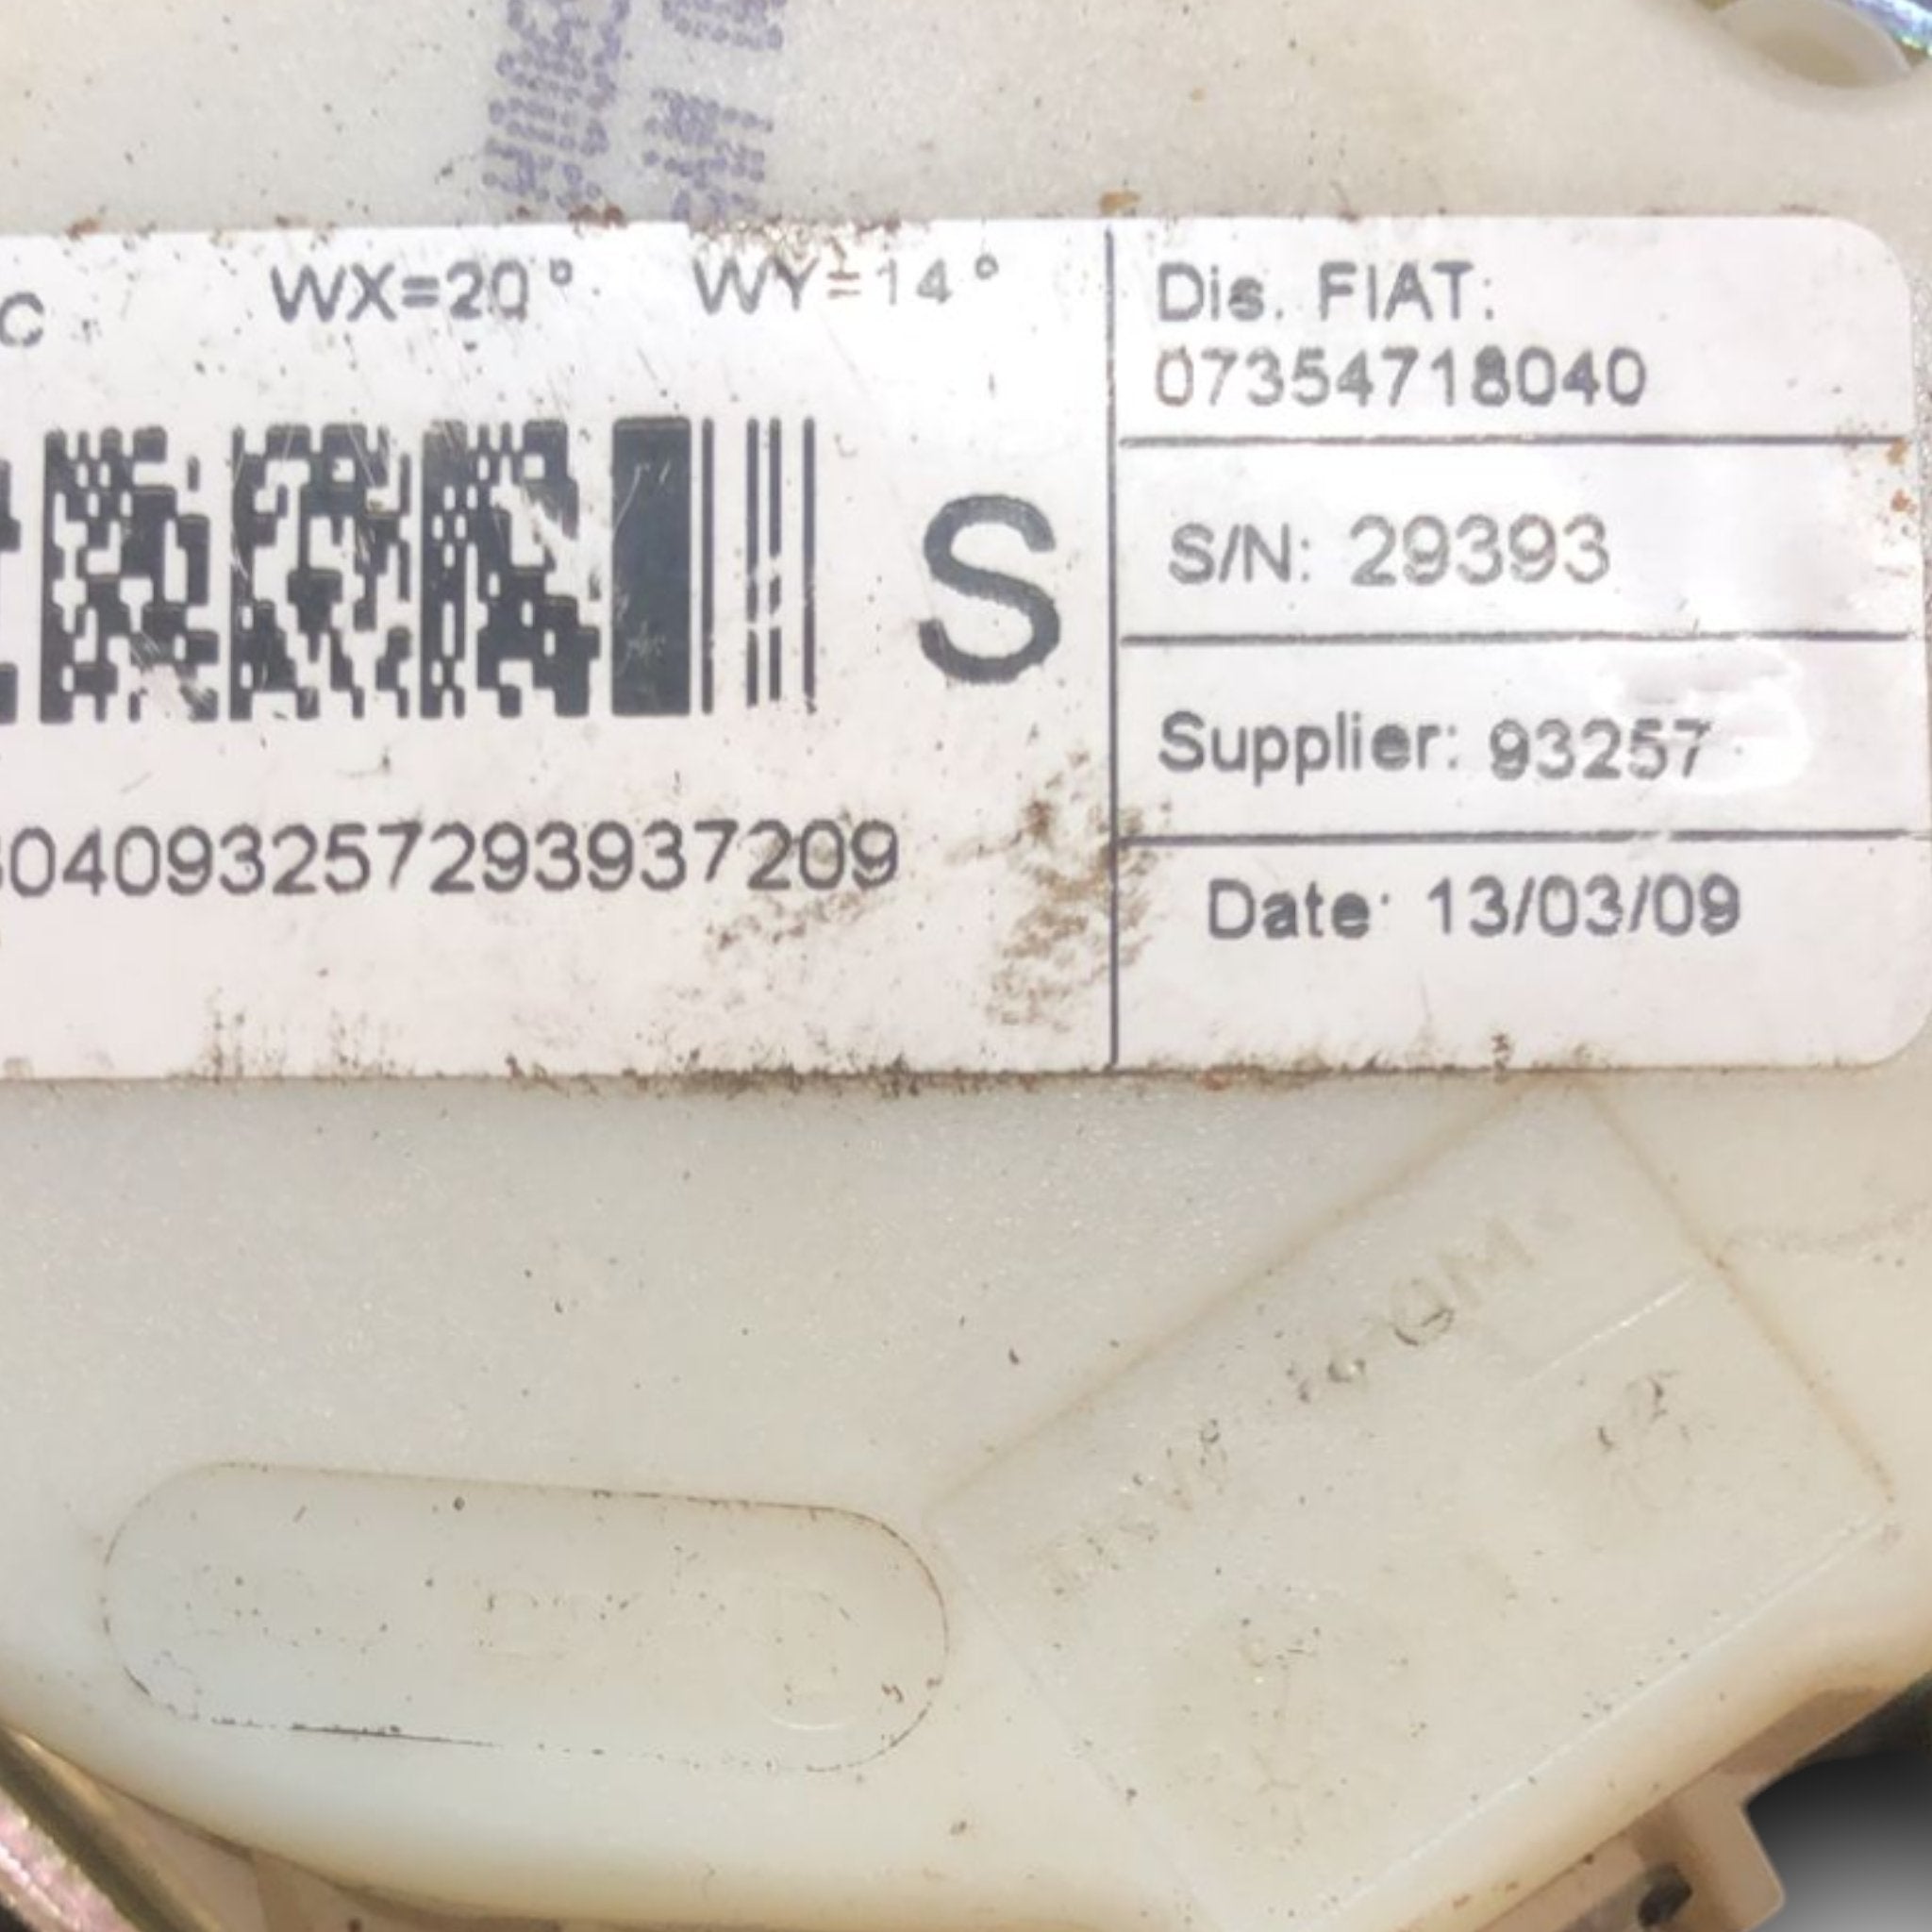 C WX=20° WY=14°
Dis. FIAT:
07354718040
S
S/N: 29393
Supplier: 93257
04093257293937209
Date: 13/03/09